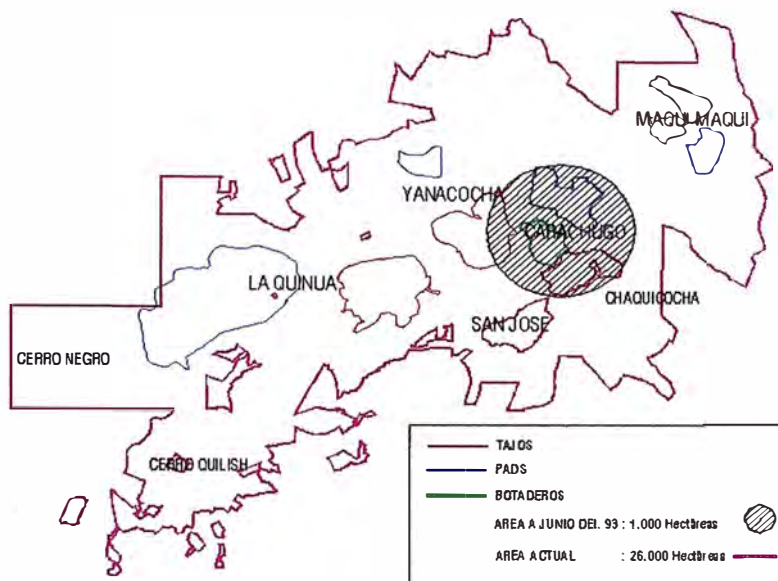 MAQUI MAQUI
YANACOCHA
CARACHUGO
LA QUINUA
CHAQUICOCHA
SAN JOSE
CERRO NEGRO
CERRO QUILISH
TAJOS
PADS
BOTADEROS
AREA A JUNIO DEL 93 : 1.000 Hectáreas
AREA ACTUAL : 26.000 Hectáreas